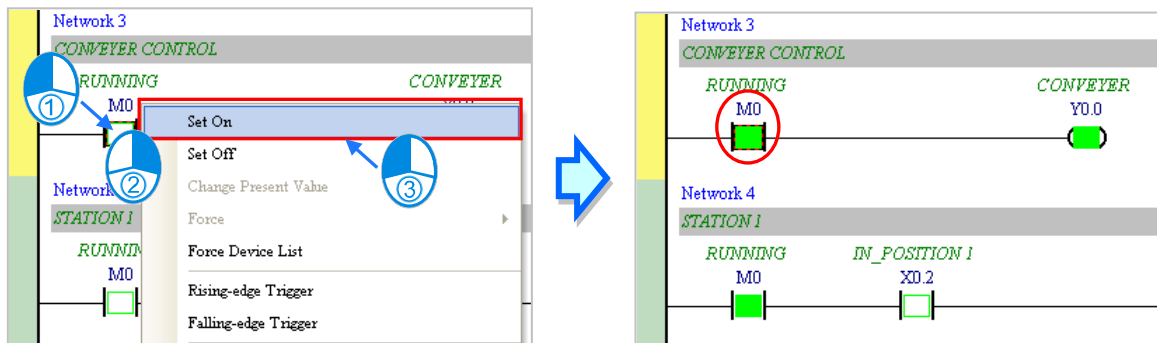 Network 3
CONVEYER CONTROL
RUNNING CONVEYER
① M0
Set On
② ③
Set Off
Change Present Value
Network
STATION 1
Force
Force Device List
M0
Rising-edge Trigger
Falling-edge Trigger
Network 3
CONVEYER CONTROL
RUNNING CONVEYER
M0 Y0.0
Network 4
STATION 1
RUNNING IN_POSITION 1
M0 X0.2